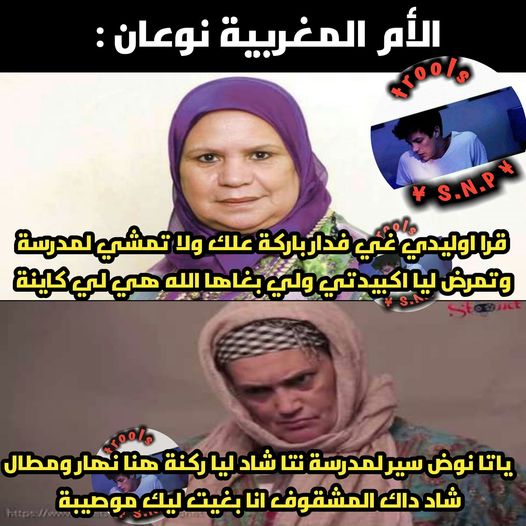 الأم المغربية نوعان :
trools
* S.N.P *
قرا اوليدي غي فدار باركة علك ولا تمشي لمدرسة
وتمرض ليا اكبيدتي ولي بغاها الله هي لي كاينة
ياتا نوض سير لمدرسة نتا شاد ليا ركنة هنا نهار ومطال
شاد داك المشقوف انا بغيت ليك موصيبة
trools